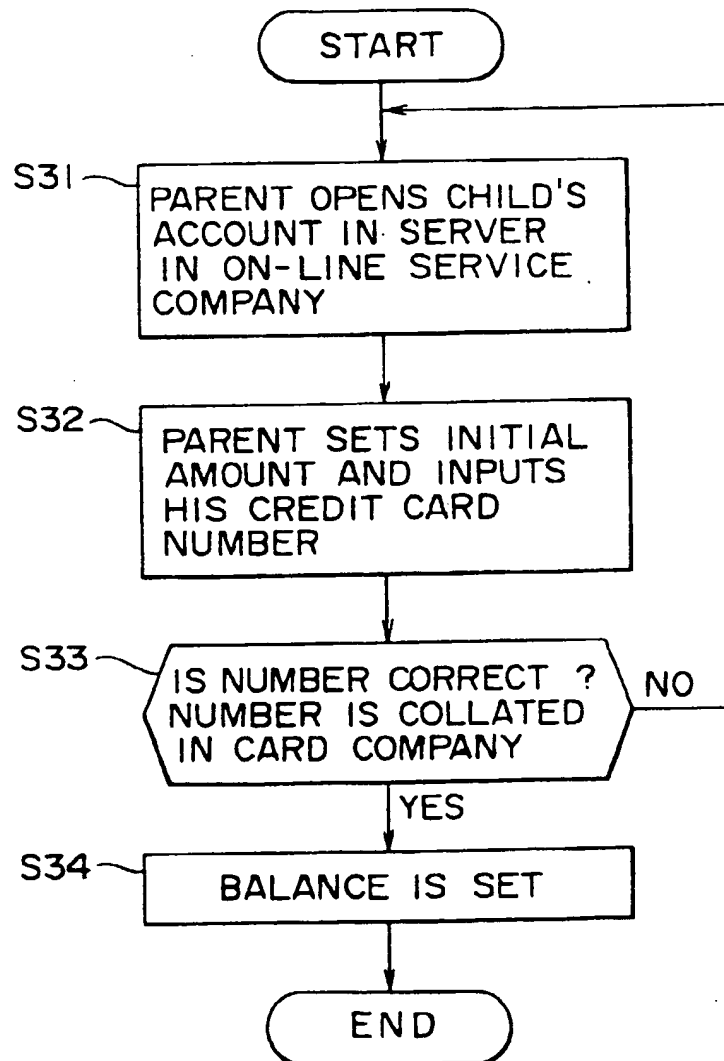 START
S31
PARENT OPENS CHILD'S
ACCOUNT IN SERVER
IN ON-LINE SERVICE
COMPANY
S32
PARENT SETS INITIAL
AMOUNT AND INPUTS
HIS CREDIT CARD
NUMBER
S33
IS NUMBER CORRECT ?
NUMBER IS COLLATED
IN CARD COMPANY
NO
YES
S34
BALANCE IS SET
END